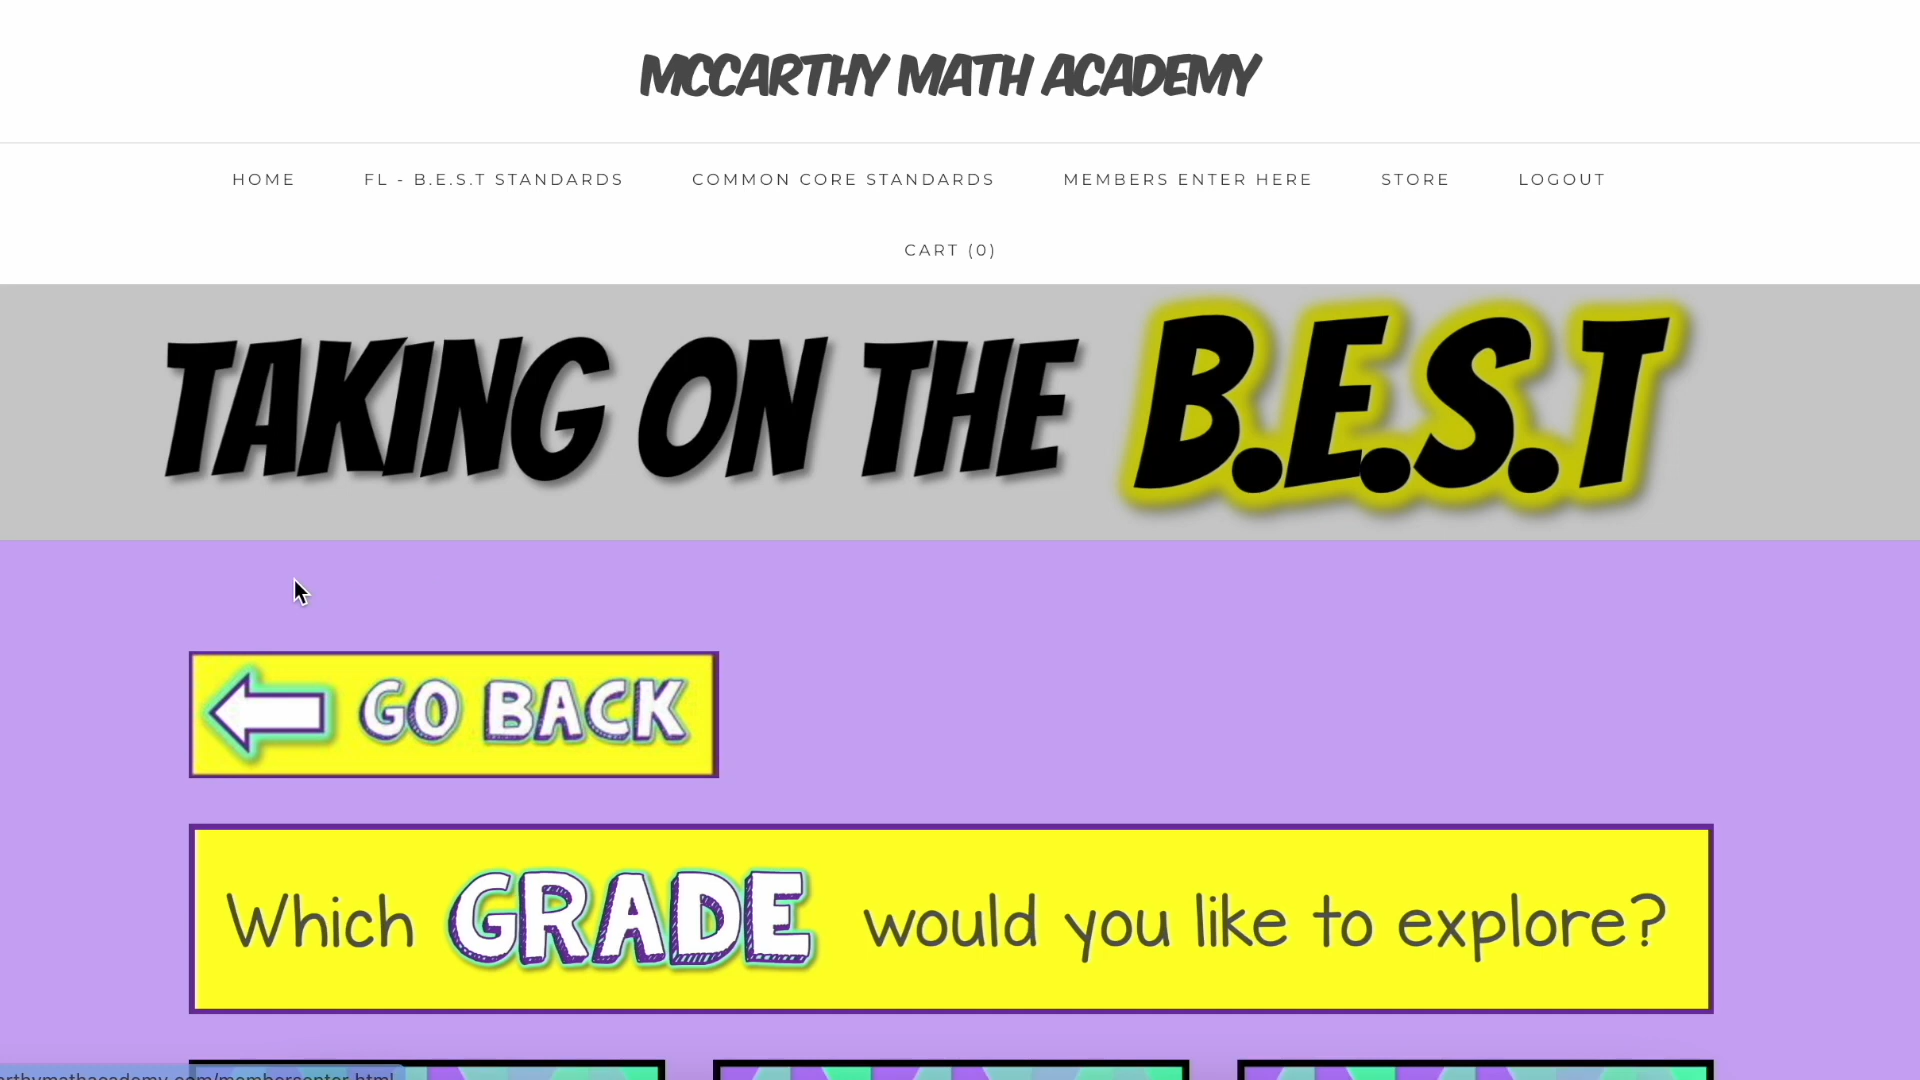 MCCARTHY MATH ACADEMY
HOME FL - B.E.S.T STANDARDS COMMON CORE STANDARDS MEMBERS ENTER HERE STORE LOGOUT
CART (0)
TAKING ON THE B.E.S.T
GO BACK
Which GRADE would you like to explore?